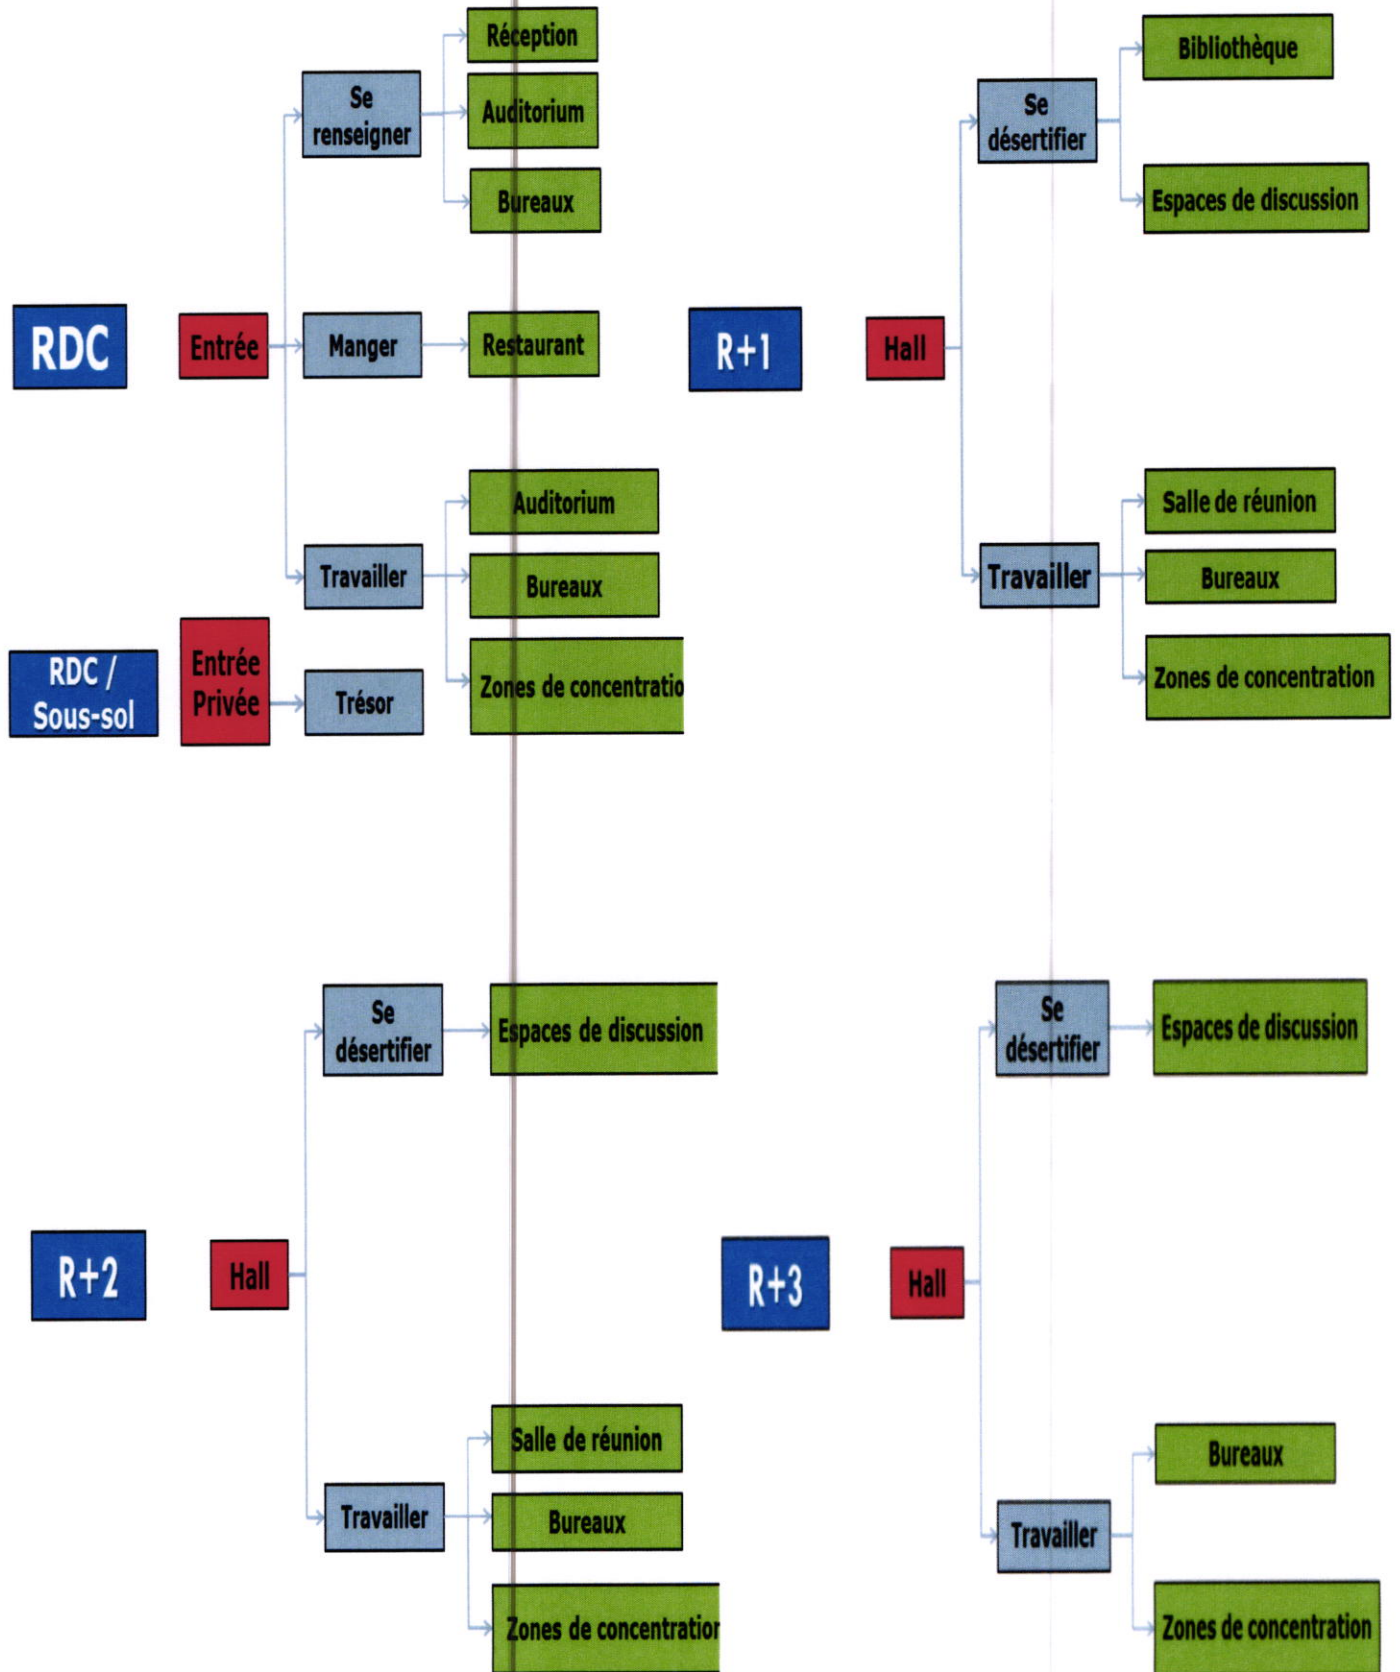 RDC
Entrée
Se
renseigner
Réception
Auditorium
Bureaux
Manger
Restaurant
Travailler
Auditorium
Bureaux
Zones de concentratio
RDC /
Sous-sol
Entrée
Privée
Trésor
R+1
Hall
Se
désertifier
Bibliothèque
Espaces de discussion
Travailler
Salle de réunion
Bureaux
Zones de concentration
R+2
Hall
Se
désertifier
Espaces de discussion
Travailler
Salle de réunion
Bureaux
Zones de concentration
R+3
Hall
Se
désertifier
Espaces de discussion
Travailler
Bureaux
Zones de concentration